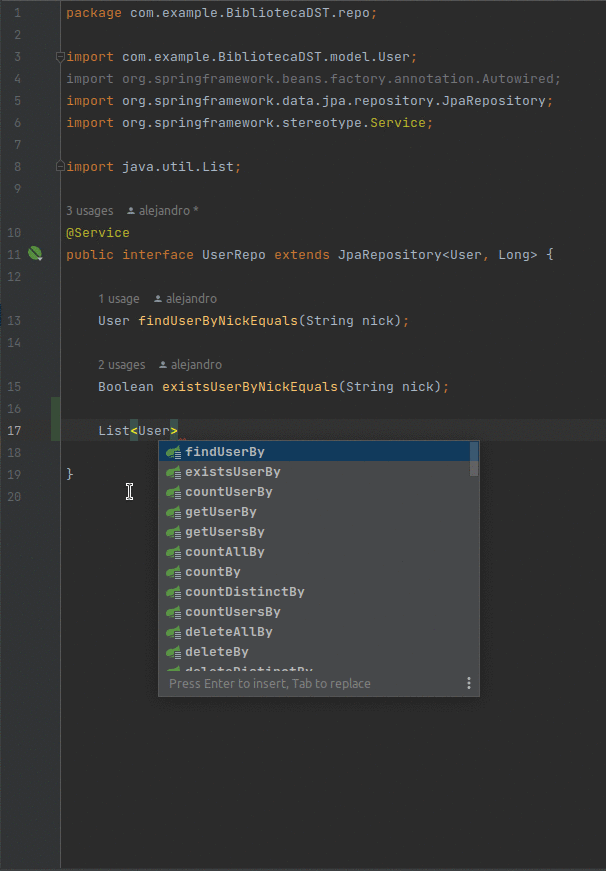 1 package com.example.BibliotecaDST.repo;
2
3 import com.example.BibliotecaDST.model.User;
4 import org.springframework.beans.factory.annotation.Autowired;
5 import org.springframework.data.jpa.repository.JpaRepository;
6 import org.springframework.stereotype.Service;
7
8 import java.util.List;
9
3 usages alejandro *
10 @Service
11 public interface UserRepo extends JpaRepository<User, Long> {
12
1 usage alejandro
13 User findUserByNickEquals(String nick);
14
2 usages alejandro
15 Boolean existsUserByNickEquals(String nick);
16
17 List<User>
18
19 }
20
findUserBy
existsUserBy
countUserBy
getUserBy
getUsersBy
countAllBy
countBy
countDistinctBy
countUsersBy
deleteAllBy
deleteBy
deleteDistinctBy
Press Enter to insert, Tab to replace